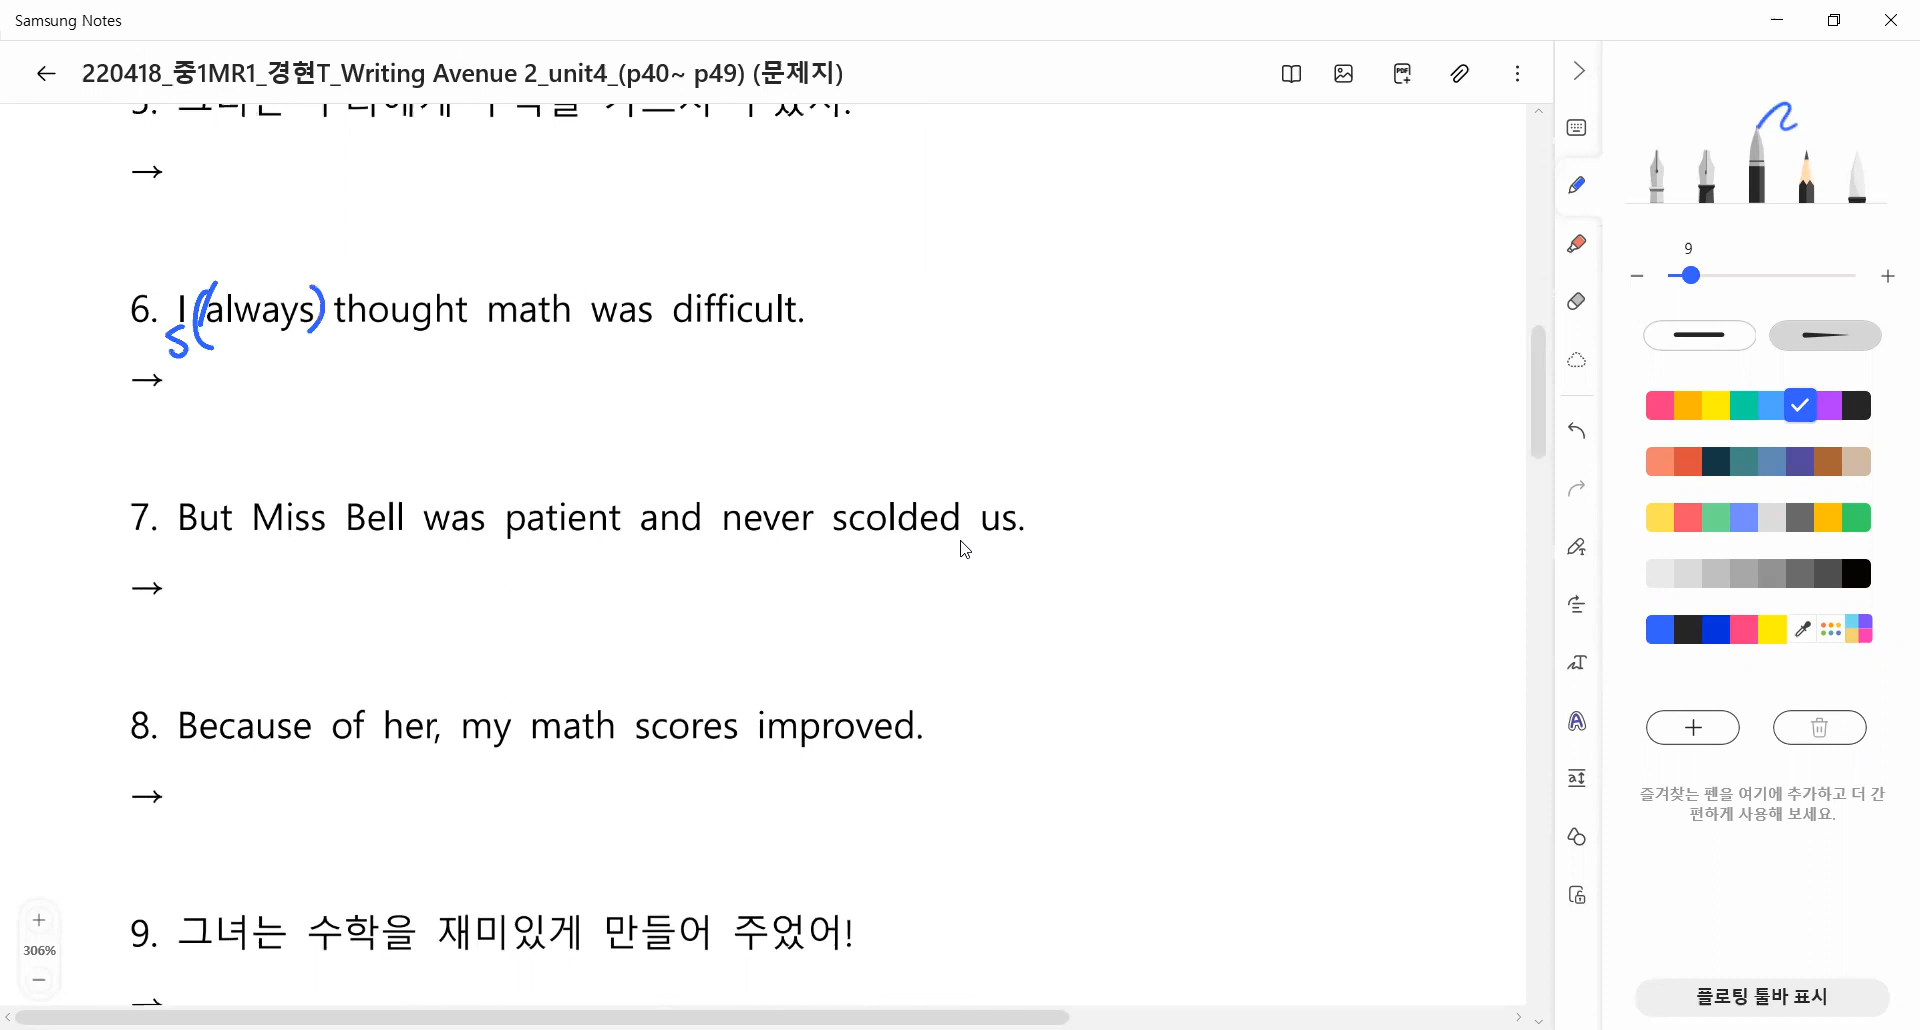 Samsung Notes
220418_중1MR1_경현T_Writing Avenue 2_unit4_(p40~ p49) (문제지)
→
9
6. I (always) thought math was difficult.
S
→
7. But Miss Bell was patient and never scolded us.
→
8. Because of her, my math scores improved.
→
즐겨찾는 펜을 여기에 추가하고 더 간
편하게 사용해 보세요.
9. 그녀는 수학을 재미있게 만들어 주었어!
→
306%
플로팅 툴바 표시